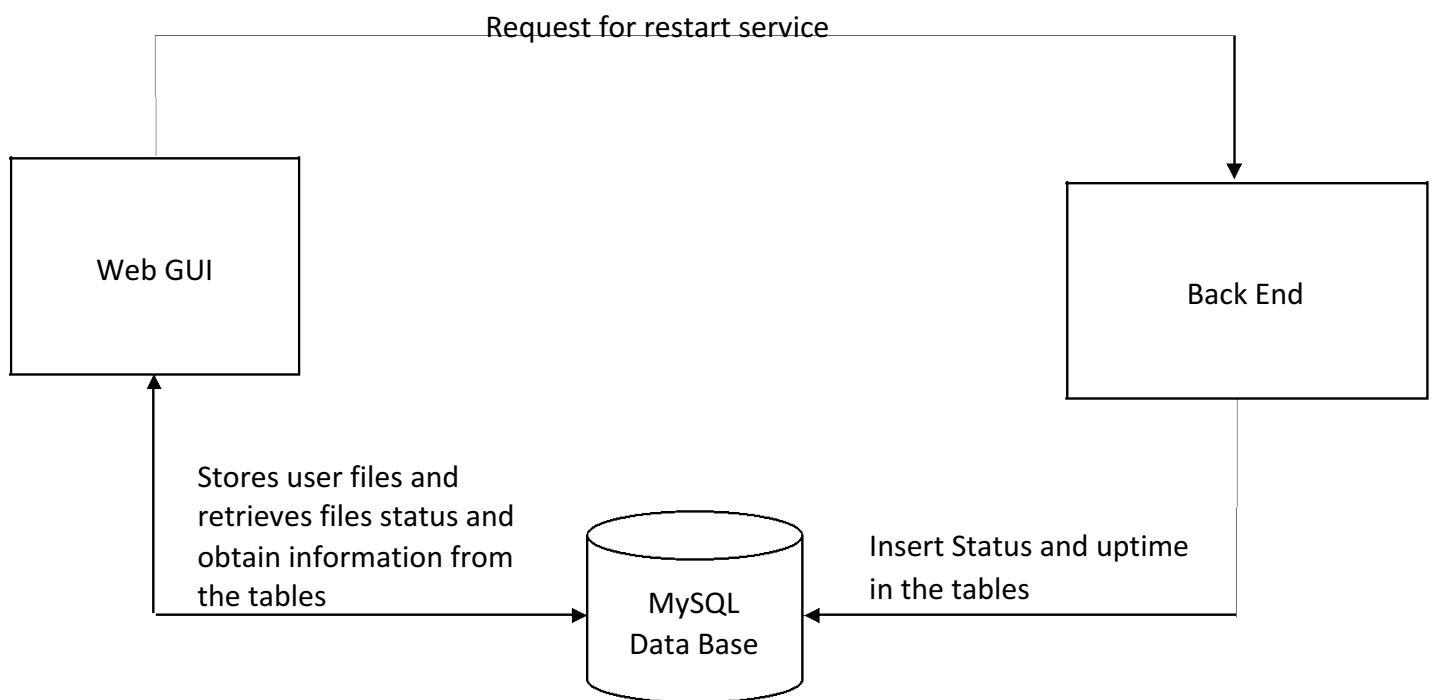 Request for restart service
Web GUI
Back End
Stores user files and
retrieves files status and
obtain information from
the tables
Insert Status and uptime
in the tables
MySQL
Data Base